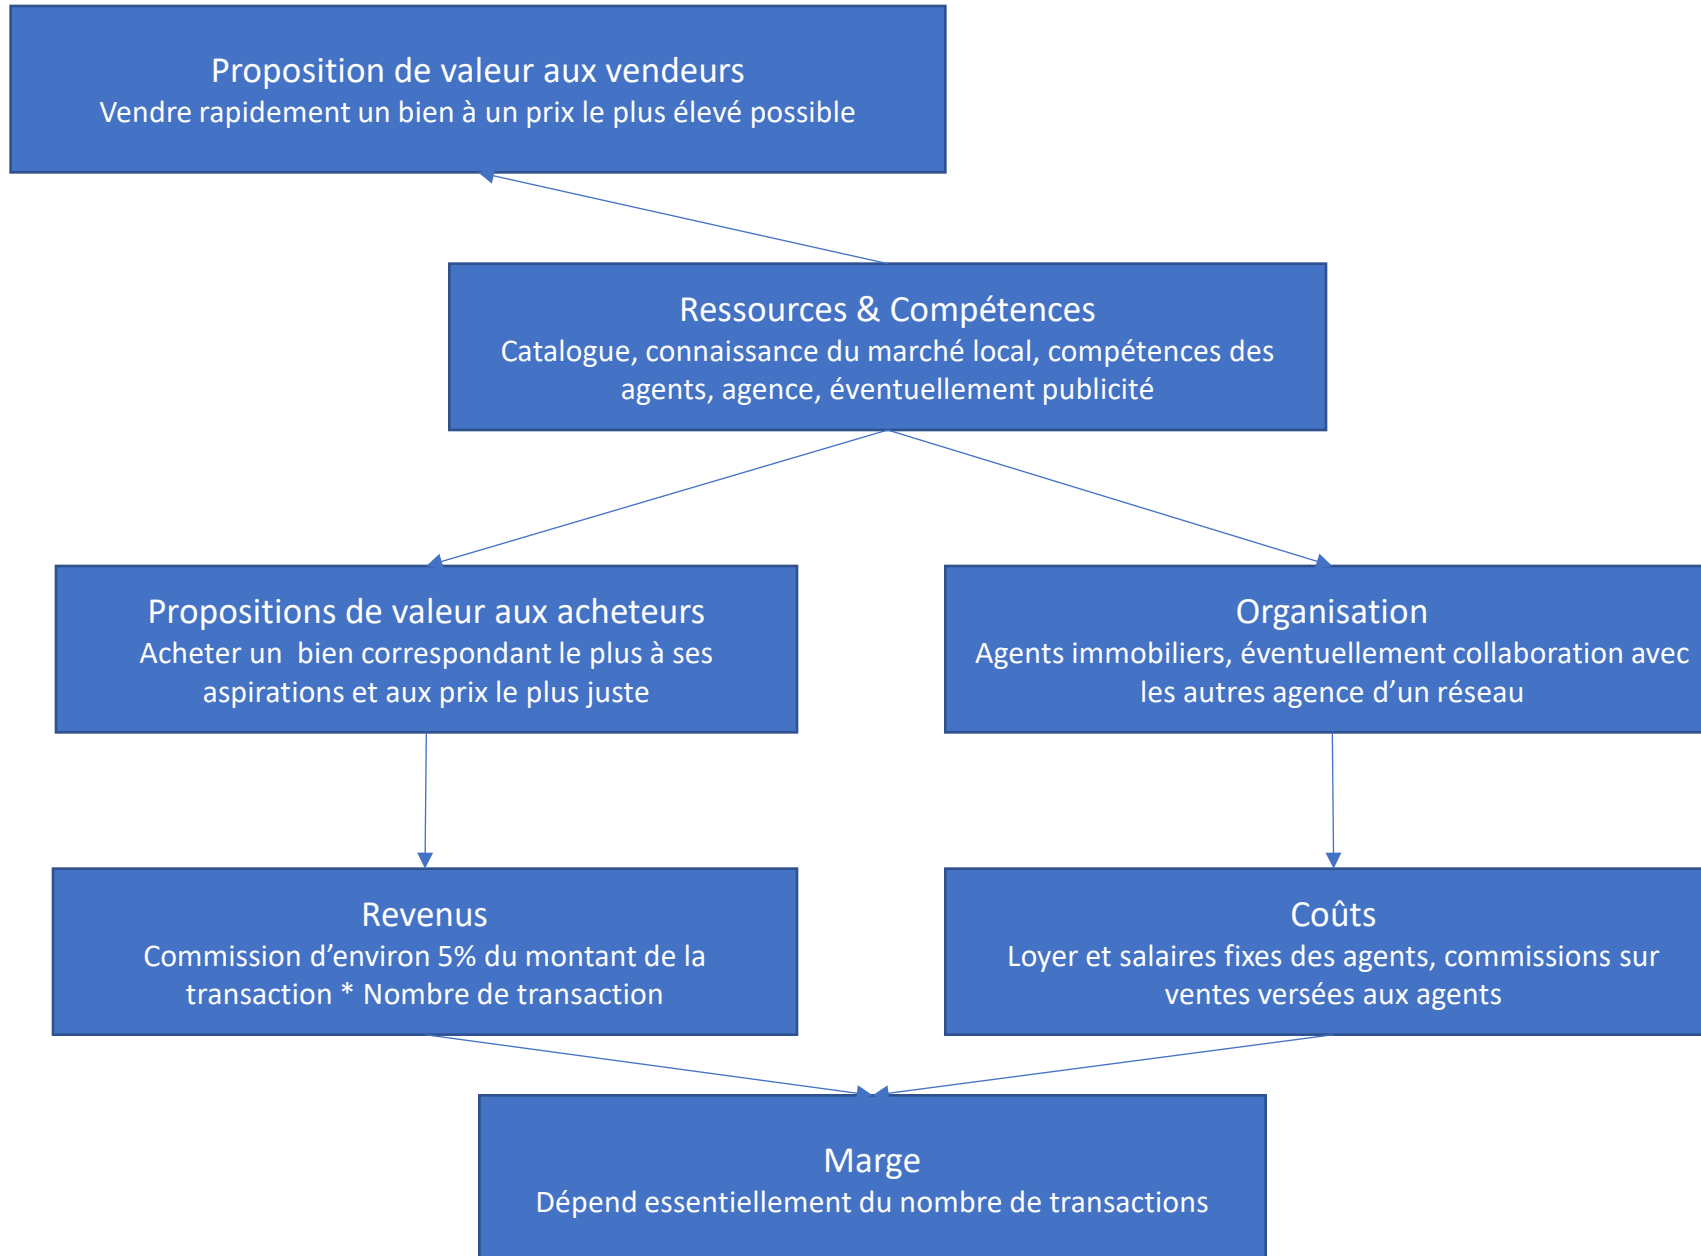 Proposition de valeur aux vendeurs
Vendre rapidement un bien à un prix le plus élevé possible
Ressources & Compétences
Catalogue, connaissance du marché local, compétences des
agents, agence, éventuellement publicité
Propositions de valeur aux acheteurs
Acheter un  bien correspondant le plus à ses
aspirations et aux prix le plus juste
Organisation
Agents immobiliers, éventuellement collaboration avec
les autres agence d’un réseau
Revenus
Commission d’environ 5% du montant de la
transaction * Nombre de transaction
Coûts
Loyer et salaires fixes des agents, commissions sur
ventes versées aux agents
Marge
Dépend essentiellement du nombre de transactions